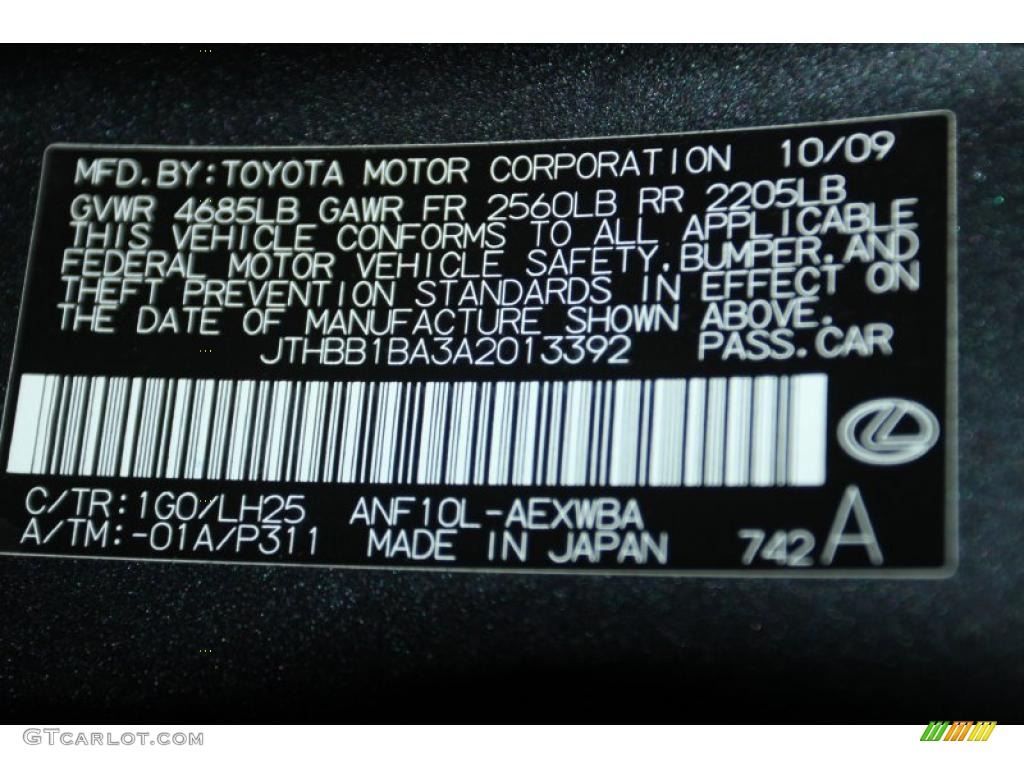 MFD.BY:TOYOTA MOTOR CORPORATION 10/09
GVWR 4685LB GAWR FR 2560LB RR 2205LB
THIS VEHICLE CONFORMS TO ALL APPLICABLE
FEDERAL MOTOR VEHICLE SAFETY,BUMPER,AND
THEFT PREVENTION STANDARDS IN EFFECT ON
THE DATE OF MANUFACTURE SHOWN ABOVE.
JTHBB1BA3A2013392 PASS.CAR
C/TR:1G0/LH25 ANF10L-AEXWBA
A/TM:-01A/P311 MADE IN JAPAN 742 A
GTCARLOT.COM